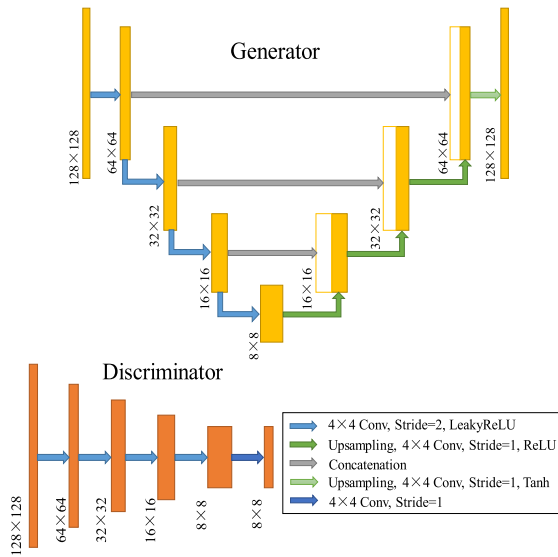 Generator
128×128
64×64
32×32
16×16
8×8
16×16
32×32
64×64
128×128
Discriminator
128×128
64×64
32×32
16×16
8×8
8×8
4×4 Conv, Stride=2, LeakyReLU
Upsampling, 4×4 Conv, Stride=1, ReLU
Concatenation
Upsampling, 4×4 Conv, Stride=1, Tanh
4×4 Conv, Stride=1